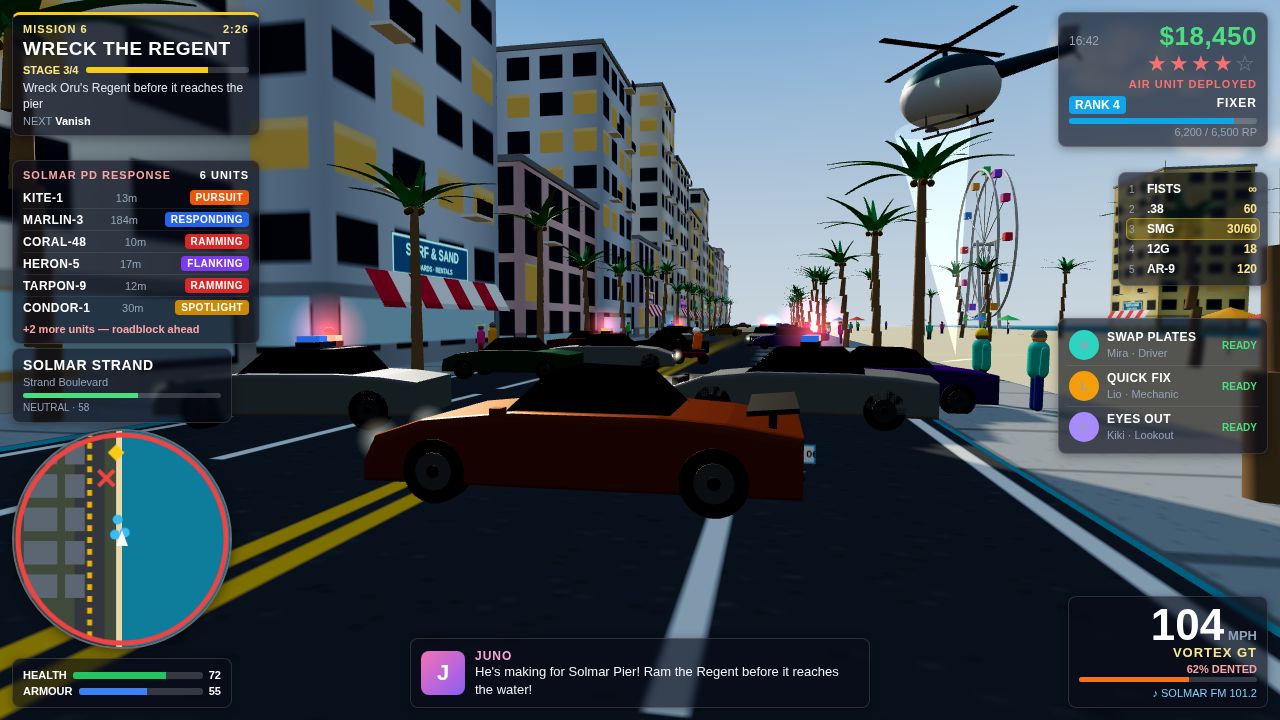 MISSION 6 2:26
WRECK THE REGENT
STAGE 3/4
Wreck Oru's Regent before it reaches the
pier
NEXT Vanish
SOLMAR PD RESPONSE 6 UNITS
KITE-1 13m PURSUIT
MARLIN-3 184m RESPONDING
CORAL-48 10m RAMMING
HERON-5 17m FLANKING
TARPON-9 12m RAMMING
CONDOR-1 30m SPOTLIGHT
+2 more units — roadblock ahead
SOLMAR STRAND
Strand Boulevard
NEUTRAL · 58
HEALTH 72
ARMOUR 55
SURF & SAND
BOARDS · RENTALS
J
JUNO
He's making for Solmar Pier! Ram the Regent before it reaches
the water!
16:42 $18,450
★★★★☆
AIR UNIT DEPLOYED
RANK 4 FIXER
6,200 / 6,500 RP
1 FISTS ∞
2 .38 60
3 SMG 30/60
4 12G 18
5 AR-9 120
SWAP PLATES
Mira · Driver READY
QUICK FIX
Lio · Mechanic READY
EYES OUT
Kiki · Lookout READY
104 MPH
VORTEX GT
62% DENTED
♪ SOLMAR FM 101.2